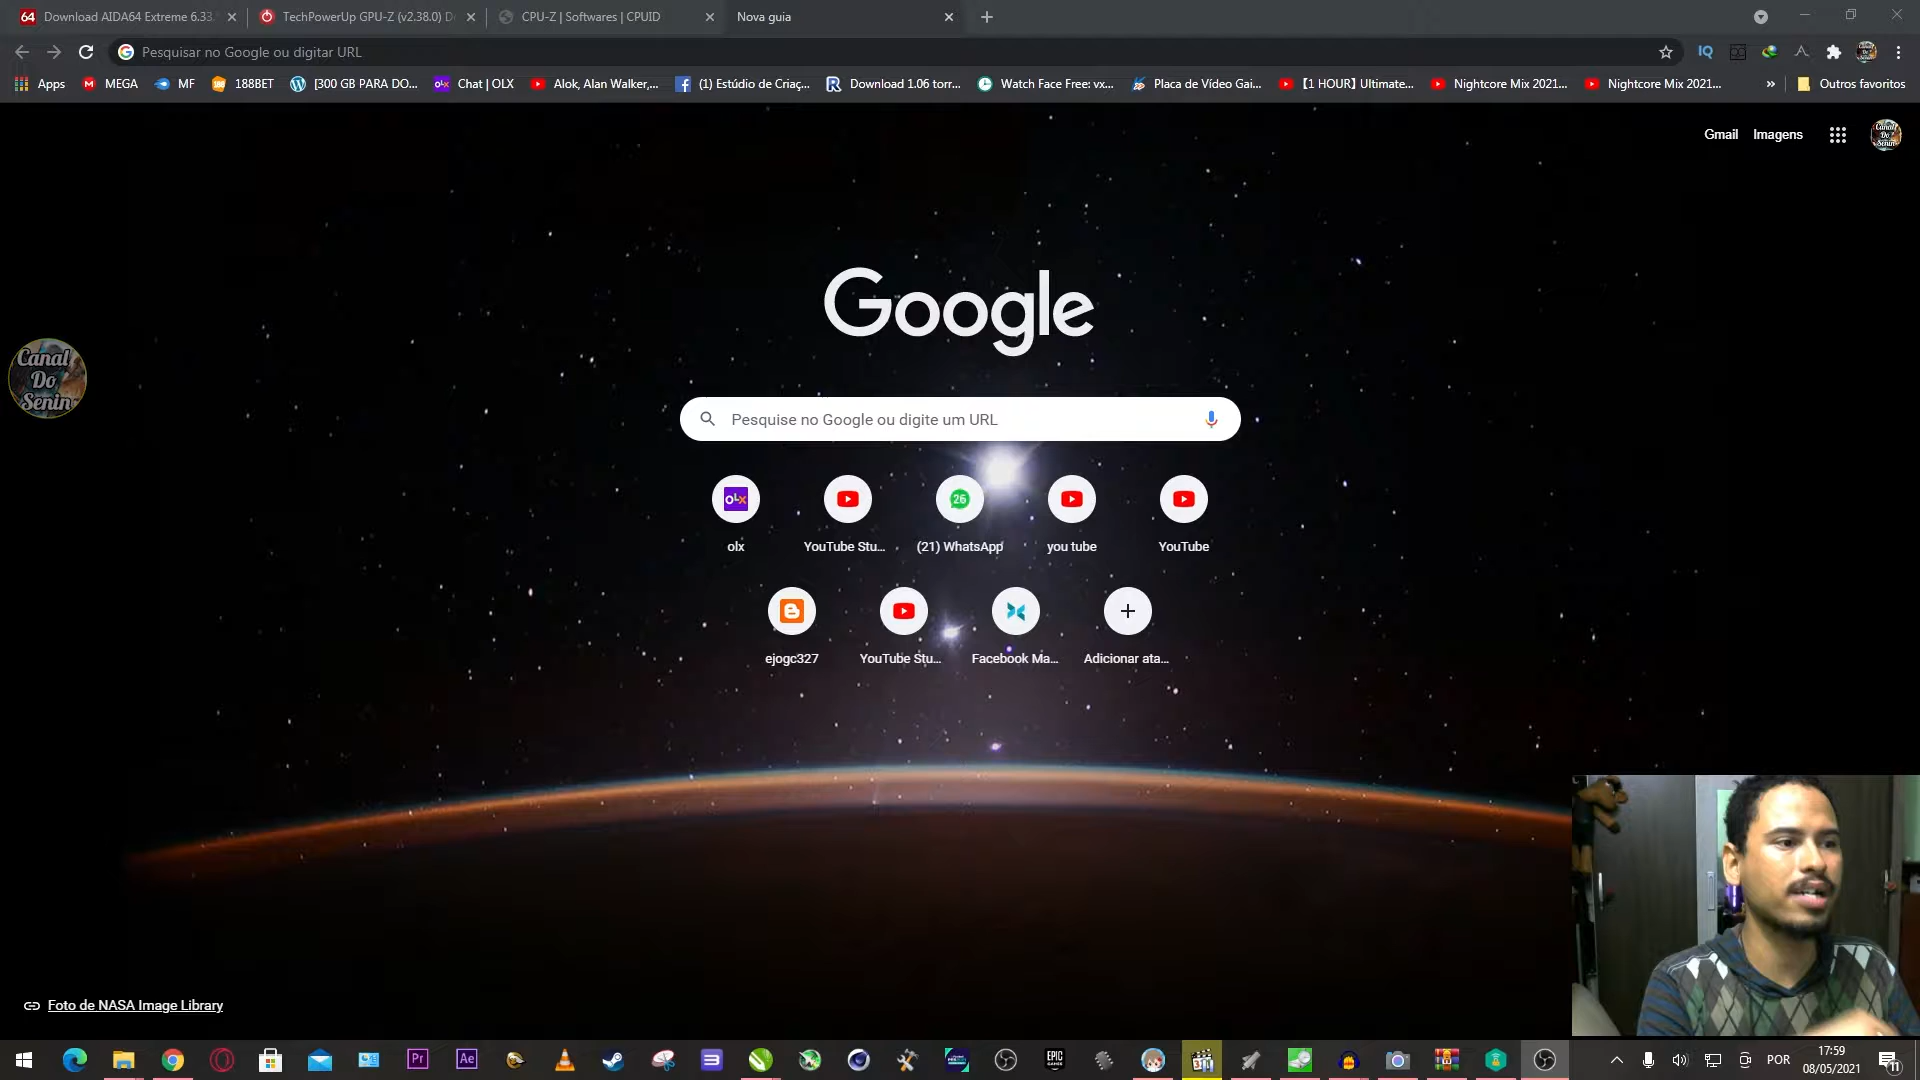 Download AIDA64 Extreme 6.33.
TechPowerUp GPU-Z (v2.38.0) D
CPU-Z | Softwares | CPUID
Nova guia
Pesquisar no Google ou digitar URL
Apps
MEGA
MF
188BET
[300 GB PARA DO...
Chat | OLX
Alok, Alan Walker,...
(1) Estúdio de Criaç...
Download 1.06 torr...
Watch Face Free: vx...
Placa de Vídeo Gai...
【1 HOUR】Ultimate...
Nightcore Mix 2021...
Nightcore Mix 2021...
Outros favoritos
Gmail
Imagens
Canal
Do
Senin
Google
Pesquise no Google ou digite um URL
olx
YouTube Stu...
(21) WhatsApp
you tube
YouTube
ejogc327
YouTube Stu...
Facebook Ma...
Adicionar ata...
Foto de NASA Image Library
POR
17:59
08/05/2021